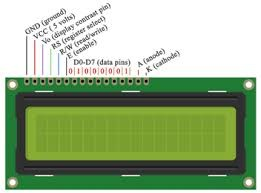 GND (ground)
VCC ( 5 volts)
Vo (display contrast pin)
RS (register select)
R/W (read/write)
E (enable)
D0-D7 (data pins)
0 1 0 0 0 0 0 1
A (anode)
K (cathode)